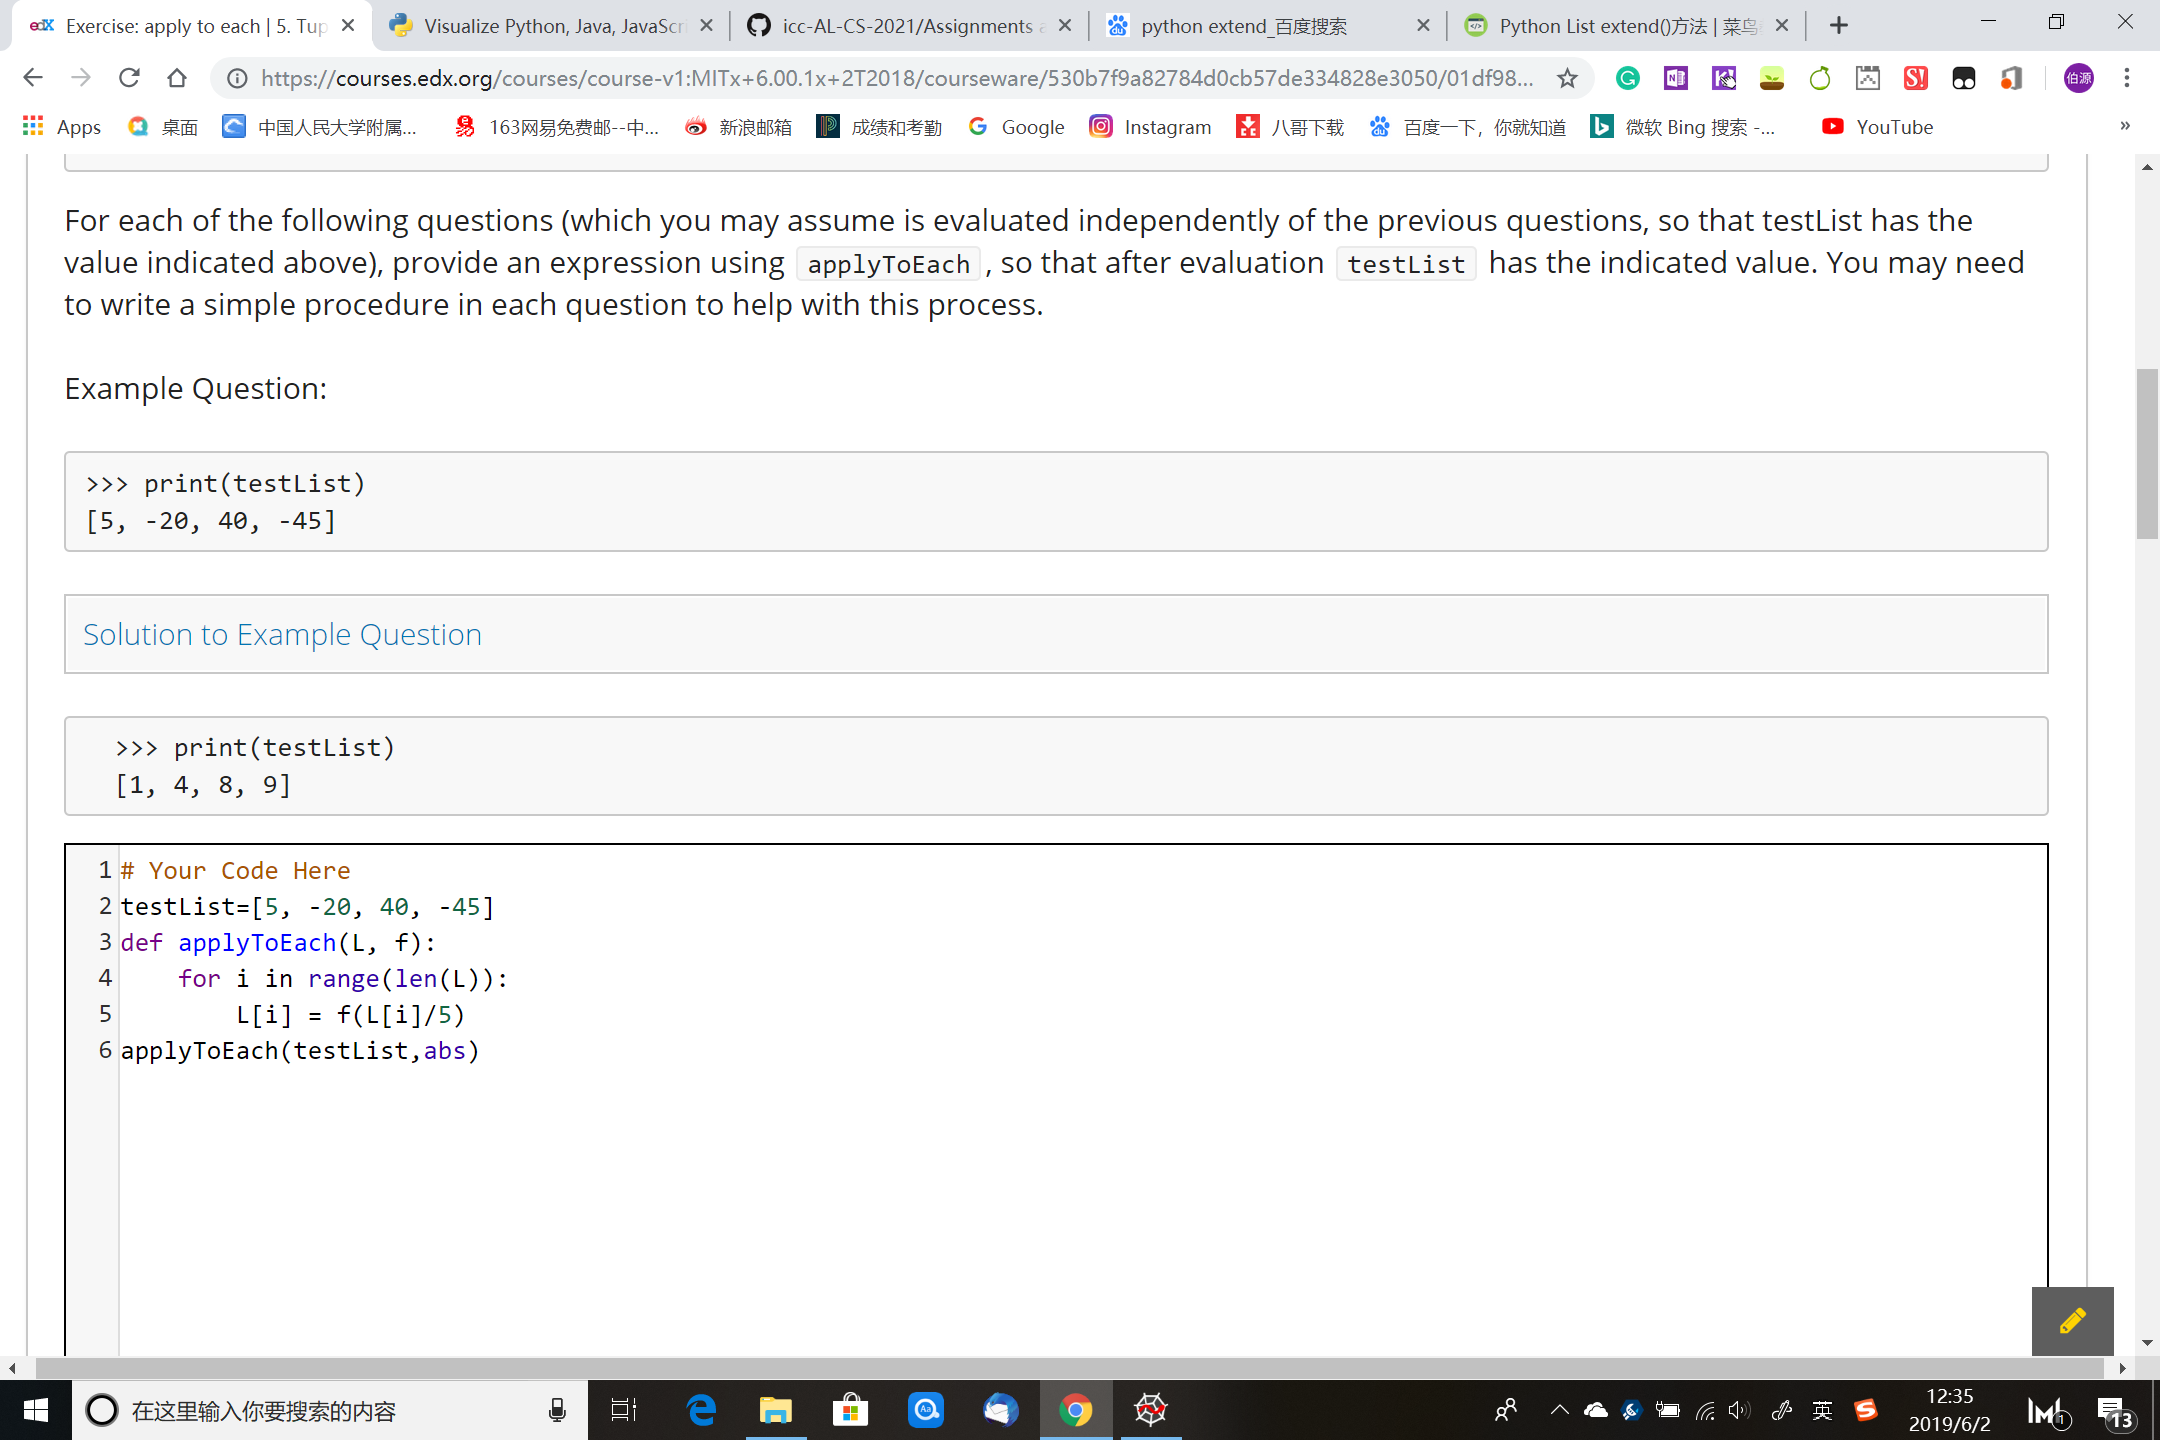 Exercise: apply to each | 5. Tup
Visualize Python, Java, JavaScri
icc-AL-CS-2021/Assignments a
python extend_百度搜索
Python List extend()方法 | 菜鸟
https://courses.edx.org/courses/course-v1:MITx+6.00.1x+2T2018/courseware/530b7f9a82784d0cb57de334828e3050/01df98...
伯源
Apps
桌面
中国人民大学附属...
163网易免费邮--中...
新浪邮箱
成绩和考勤
Google
Instagram
八哥下载
百度一下，你就知道
微软 Bing 搜索 -...
YouTube
»
For each of the following questions (which you may assume is evaluated independently of the previous questions, so that testList has the
value indicated above), provide an expression using applyToEach , so that after evaluation testList has the indicated value. You may need
to write a simple procedure in each question to help with this process.
Example Question:
>>> print(testList)
[5, -20, 40, -45]
Solution to Example Question
>>> print(testList)
[1, 4, 8, 9]
1 # Your Code Here
2 testList=[5, -20, 40, -45]
3 def applyToEach(L, f):
4     for i in range(len(L)):
5         L[i] = f(L[i]/5)
6 applyToEach(testList,abs)
在这里输入你要搜索的内容
英
12:35
2019/6/2
13